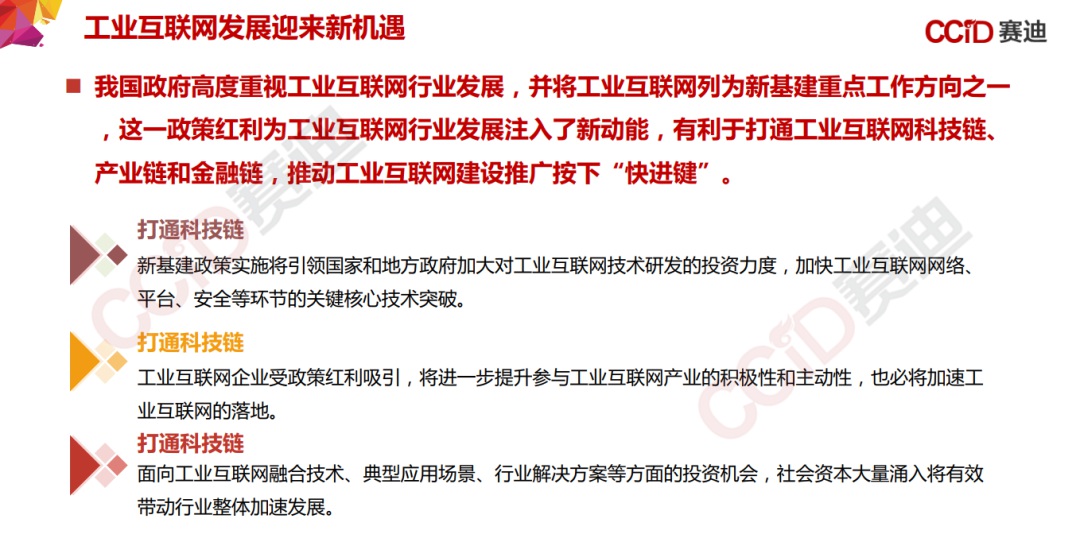 工业互联网发展迎来新机遇
CCiD 赛迪
我国政府高度重视工业互联网行业发展，并将工业互联网列为新基建重点工作方向之一
，这一政策红利为工业互联网行业发展注入了新动能，有利于打通工业互联网科技链、
产业链和金融链，推动工业互联网建设推广按下“快进键”。
打通科技链
新基建政策实施将引领国家和地方政府加大对工业互联网技术研发的投资力度，加快工业互联网网络、
平台、安全等环节的关键核心技术突破。
打通科技链
工业互联网企业受政策红利吸引，将进一步提升参与工业互联网产业的积极性和主动性，也必将加速工
业互联网的落地。
打通科技链
面向工业互联网融合技术、典型应用场景、行业解决方案等方面的投资机会，社会资本大量涌入将有效
带动行业整体加速发展。
CCiD赛迪
CCiD赛迪